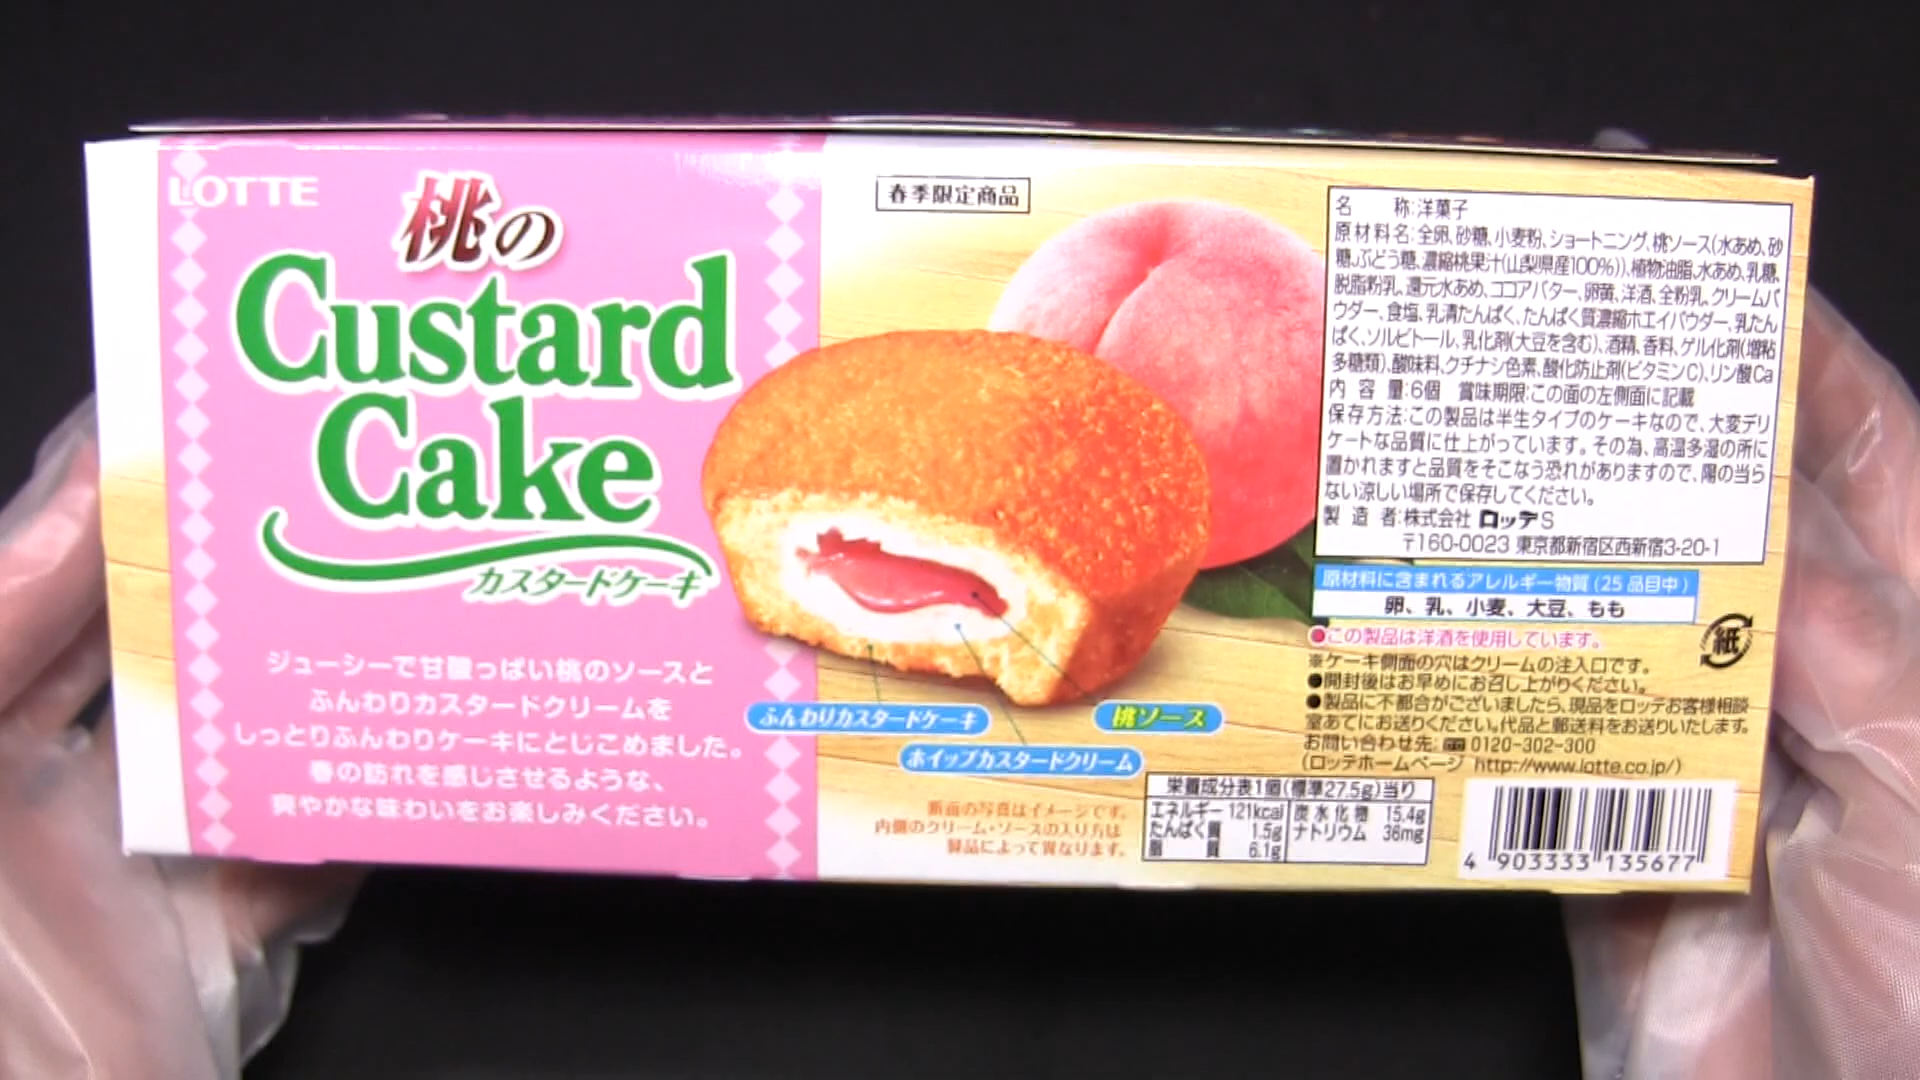 LOTTE
桃の
Custard
Cake
カスタードケーキ
ジューシーで甘酸っぱい桃のソースと
ふんわりカスタードクリームを
しっとりふんわりケーキにとじこめました。
春の訪れを感じさせるような、
爽やかな味わいをお楽しみください。
春季限定商品
ふんわりカスタードケーキ
桃ソース
ホイップカスタードクリーム
断面の写真はイメージです。
内側のクリーム・ソースの入り方は
製品によって異なります。
名 称:洋菓子
原材料名:全卵、砂糖、小麦粉、ショートニング、桃ソース(水あめ、砂
糖、ぶどう糖、濃縮桃果汁(山梨県産100%))、植物油脂、水あめ、乳糖、
脱脂粉乳、還元水あめ、ココアバター、卵黄、洋酒、全粉乳、クリームパ
ウダー、食塩、乳清たんぱく、たんぱく質濃縮ホエイパウダー、乳たん
ぱく、ソルビトール、乳化剤(大豆を含む)、酒精、香料、ゲル化剤(増粘
多糖類)、酸味料、クチナシ色素、酸化防止剤(ビタミンC)、リン酸Ca
内 容 量:6個 賞味期限:この面の左側面に記載
保存方法:この製品は半生タイプのケーキなので、大変デリ
ケートな品質に仕上がっています。その為、高温多湿の所に
置かれますと品質をそこなう恐れがありますので、陽の当ら
ない涼しい場所で保存してください。
製 造 者:株式会社 ロッテS
〒160-0023 東京都新宿区西新宿3-20-1
原材料に含まれるアレルギー物質(25品目中)
卵、乳、小麦、大豆、もも
●この製品は洋酒を使用しています。
※ケーキ側面の穴はクリームの注入口です。
●開封後はお早めにお召し上がりください。
●製品に不都合がございましたら、現品をロッテお客様相談
室あてにお送りください。代品と郵送料をお送りいたします。
お問い合わせ先: 0120-302-300
(ロッテホームページ http://www.lotte.co.jp/)
紙
栄養成分表1個(標準27.5g)当り
エネルギー 121kcal 炭水化物 15.4g
たんぱく質 1.5g ナトリウム 36mg
脂 質 6.1g
4 903333 135677